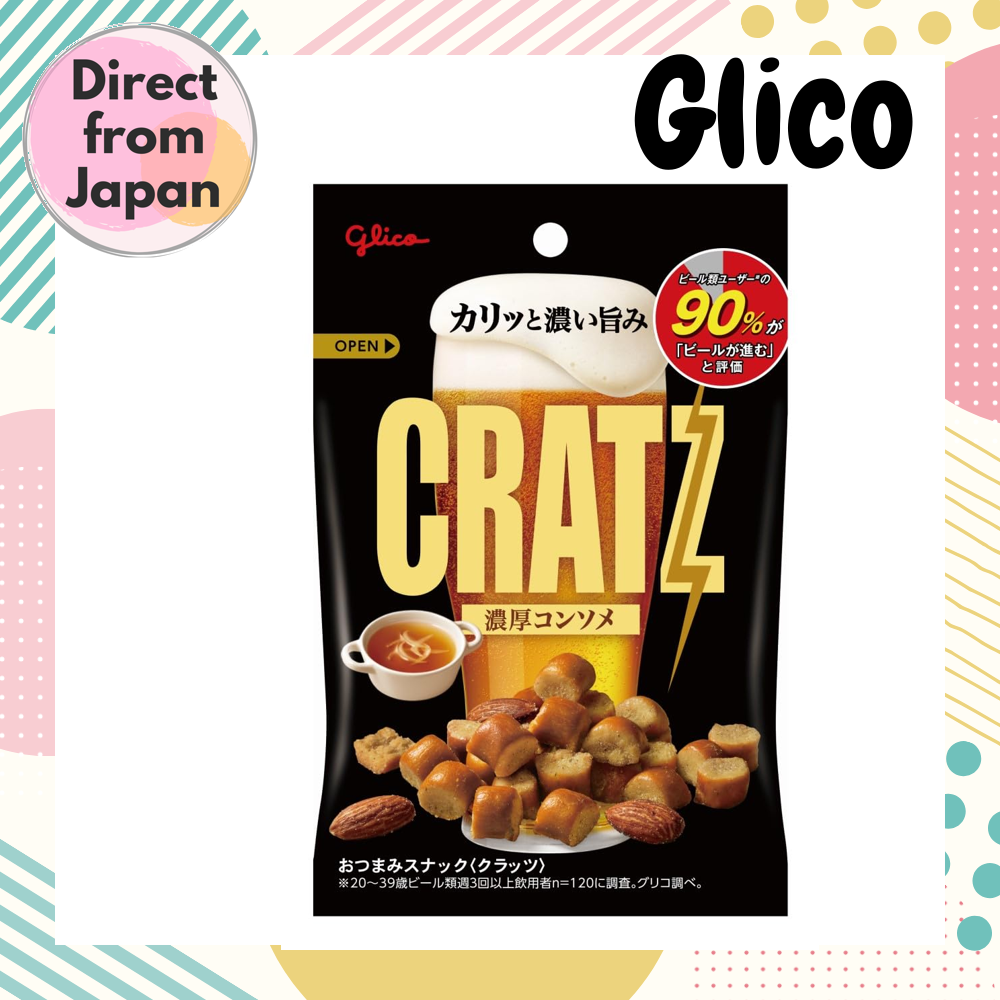 Direct
from
Japan
Glico
Glico
ビール類ユーザー※の
90%が
「ビールが進む」
と評価
カリッと濃い旨み
OPEN
CRATZ
濃厚コンソメ
おつまみスナック〈クラッツ〉
※20〜39歳ビール類週3回以上飲用者n=120に調査。グリコ調べ。